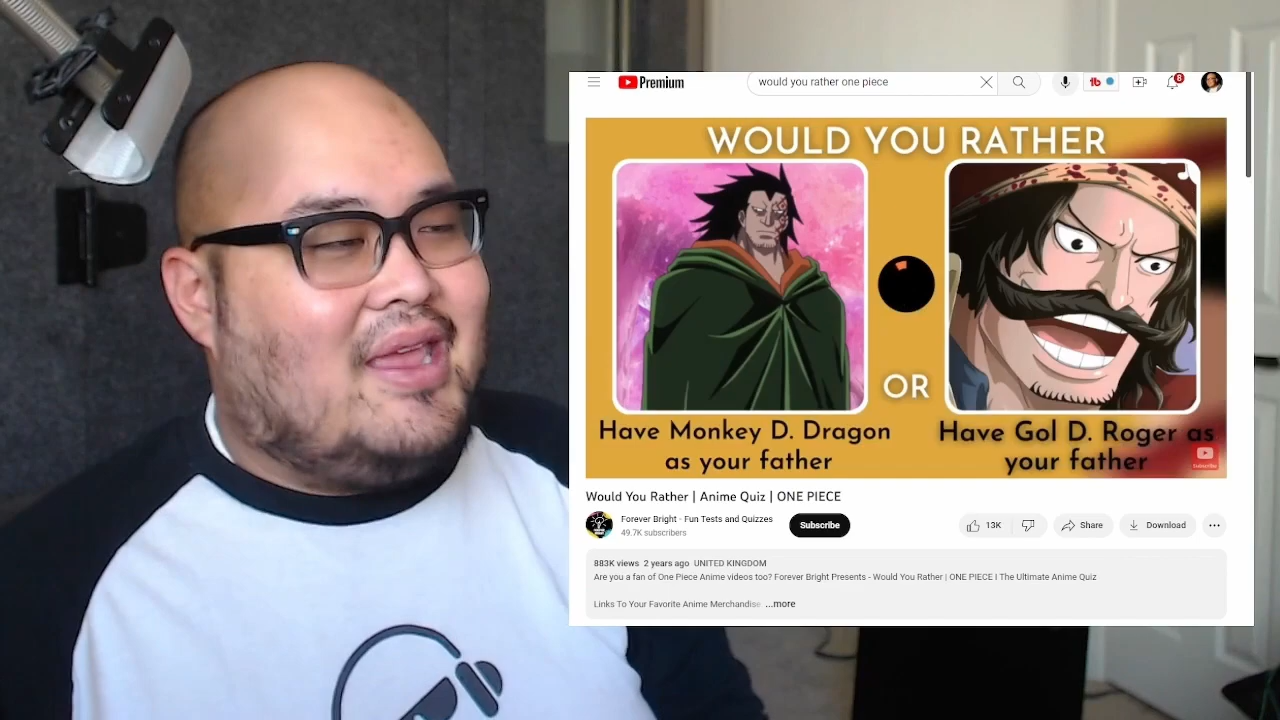 Premium
would you rather one piece
8
WOULD YOU RATHER
OR
Have Monkey D. Dragon
as your father
Have Gol D. Roger as
your father
Subscribe
Would You Rather | Anime Quiz | ONE PIECE
Forever Bright - Fun Tests and Quizzes
49.7K subscribers
Subscribe
13K
Share
Download
883K views 2 years ago UNITED KINGDOM
Are you a fan of One Piece Anime videos too? Forever Bright Presents - Would You Rather | ONE PIECE I The Ultimate Anime Quiz
Links To Your Favorite Anime Merchandise ...more